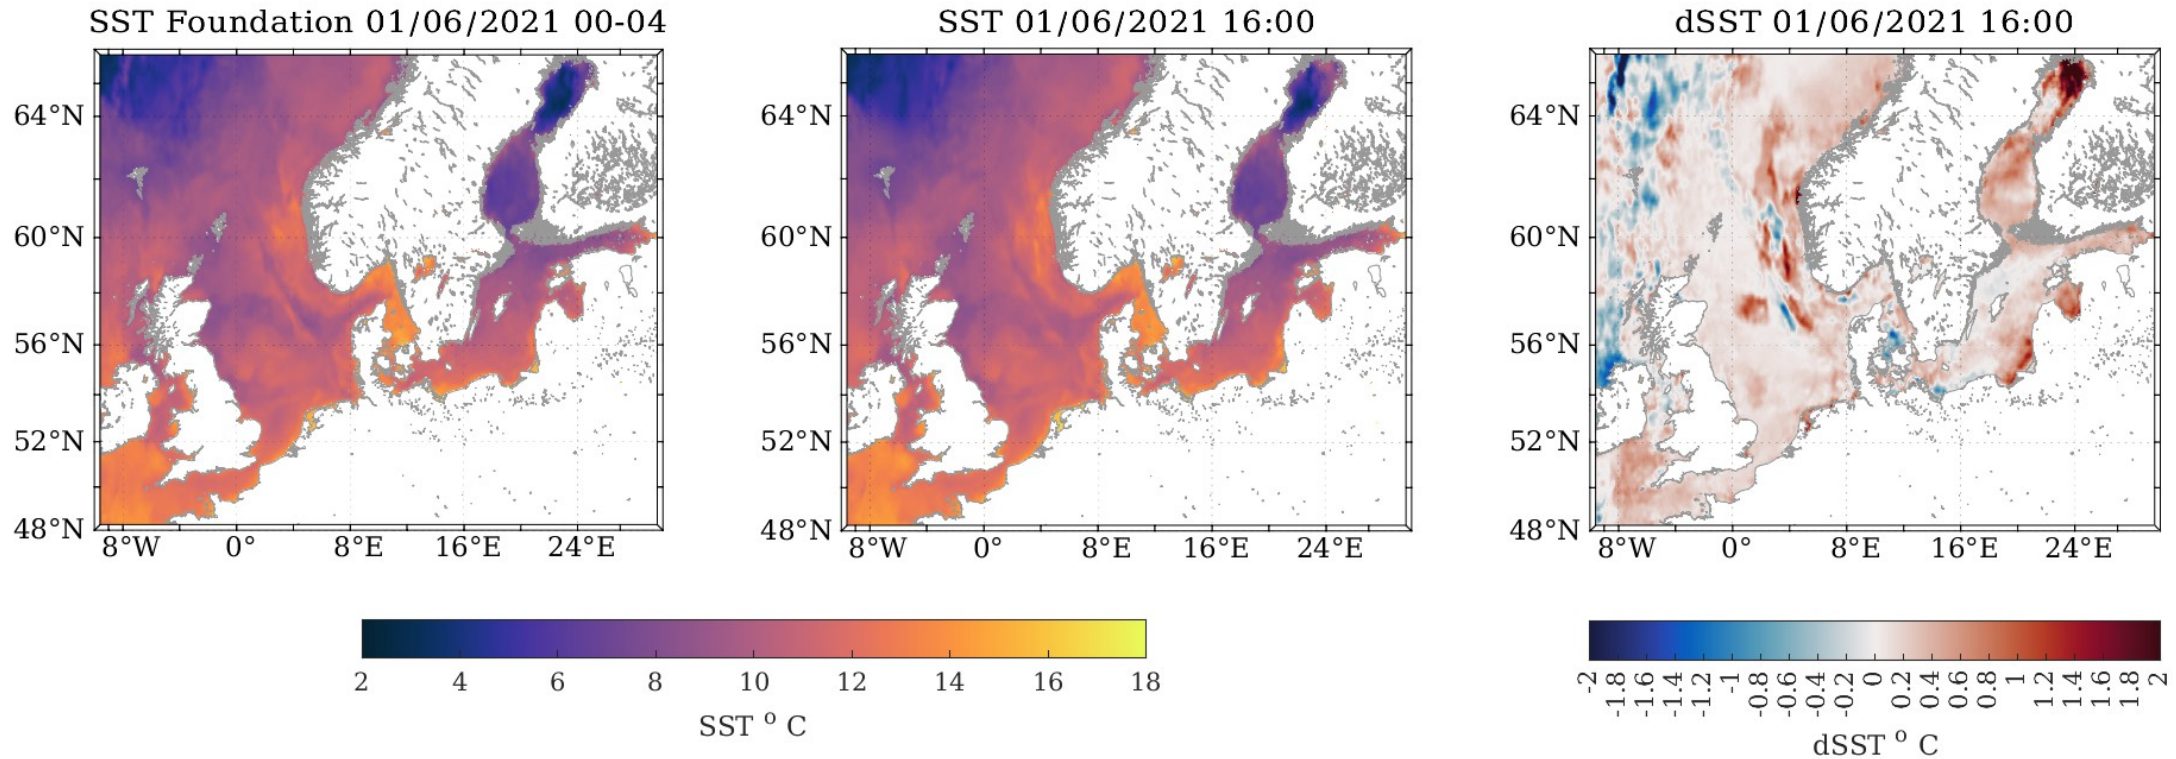 SST Foundation 01/06/2021 00-04
64°N
60°N
56°N
52°N
48°N
8°W 0° 8°E 16°E 24°E
SST 01/06/2021 16:00
64°N
60°N
56°N
52°N
48°N
8°W 0° 8°E 16°E 24°E
dSST 01/06/2021 16:00
64°N
60°N
56°N
52°N
48°N
8°W 0° 8°E 16°E 24°E
2 4 6 8 10 12 14 16 18
SST ° C
-2 -1.8 -1.6 -1.4 -1.2 -1 -0.8 -0.6 -0.4 -0.2 0 0.2 0.4 0.6 0.8 1 1.2 1.4 1.6 1.8 2
dSST ° C